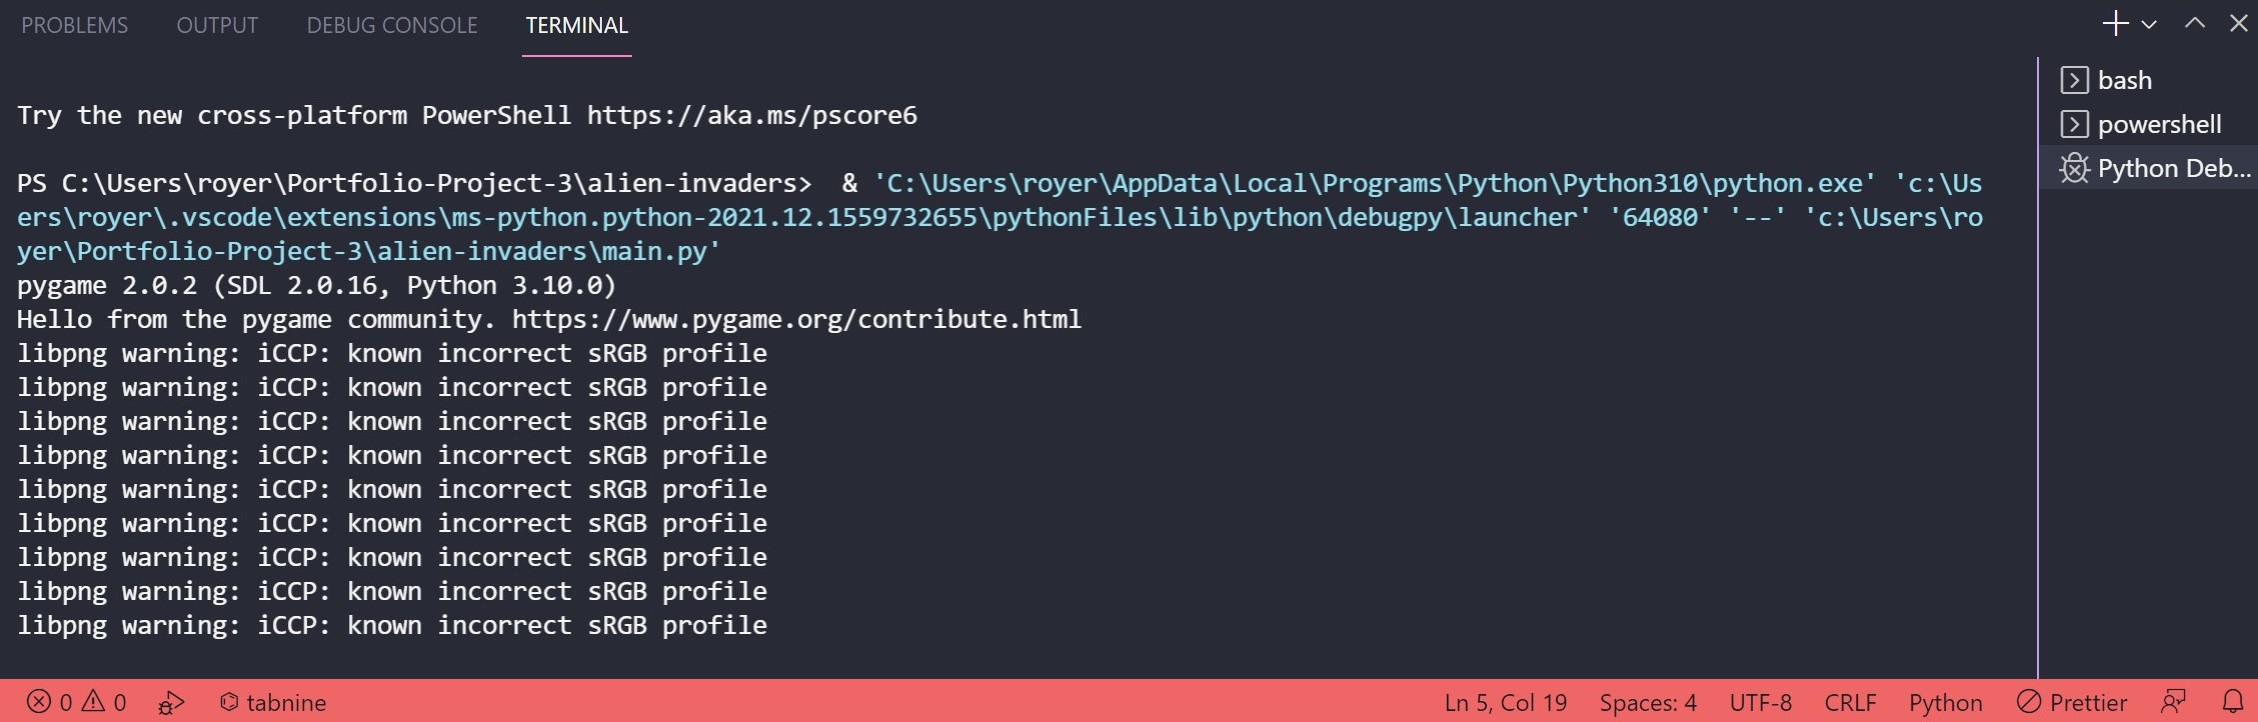 PROBLEMS OUTPUT DEBUG CONSOLE TERMINAL
Try the new cross-platform PowerShell https://aka.ms/pscore6
PS C:\Users\royer\Portfolio-Project-3\alien-invaders>  & 'C:\Users\royer\AppData\Local\Programs\Python\Python310\python.exe' 'c:\Us
ers\royer\.vscode\extensions\ms-python.python-2021.12.1559732655\pythonFiles\lib\python\debugpy\launcher' '64080' '--' 'c:\Users\ro
yer\Portfolio-Project-3\alien-invaders\main.py'
pygame 2.0.2 (SDL 2.0.16, Python 3.10.0)
Hello from the pygame community. https://www.pygame.org/contribute.html
libpng warning: iCCP: known incorrect sRGB profile
libpng warning: iCCP: known incorrect sRGB profile
libpng warning: iCCP: known incorrect sRGB profile
libpng warning: iCCP: known incorrect sRGB profile
libpng warning: iCCP: known incorrect sRGB profile
libpng warning: iCCP: known incorrect sRGB profile
libpng warning: iCCP: known incorrect sRGB profile
libpng warning: iCCP: known incorrect sRGB profile
libpng warning: iCCP: known incorrect sRGB profile
bash
powershell
Python Deb...
0 0 tabnine Ln 5, Col 19 Spaces: 4 UTF-8 CRLF Python Prettier